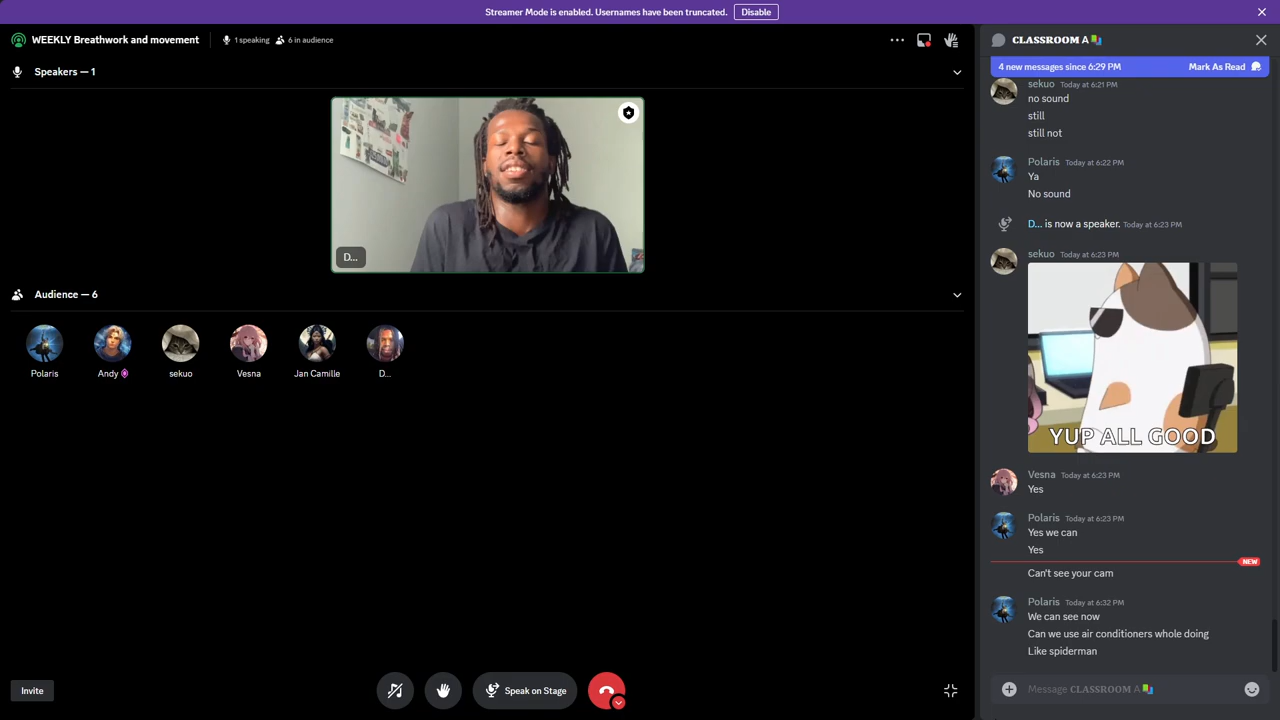 Streamer Mode is enabled. Usernames have been truncated. Disable
WEEKLY Breathwork and movement
1 speaking 6 in audience
Speakers — 1
D...
Audience — 6
Polaris
Andy
sekuo
Vesna
Jan Camille
D...
Invite
Speak on Stage
CLASSROOM A
4 new messages since 6:29 PM Mark As Read
sekuo Today at 6:21 PM
no sound
still
still not
Polaris Today at 6:22 PM
Ya
No sound
D... is now a speaker. Today at 6:23 PM
sekuo Today at 6:23 PM
YUP ALL GOOD
Vesna Today at 6:23 PM
Yes
Polaris Today at 6:23 PM
Yes we can
Yes
NEW
Can't see your cam
Polaris Today at 6:32 PM
We can see now
Can we use air conditioners whole doing
Like spiderman
Message CLASSROOM A